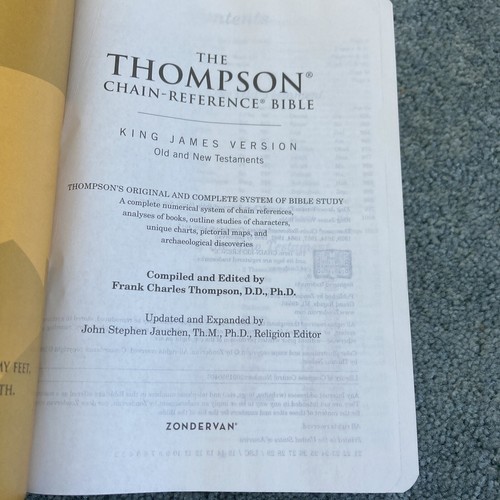 THE
THOMPSON®
CHAIN-REFERENCE® BIBLE
KING JAMES VERSION
Old and New Testaments
THOMPSON'S ORIGINAL AND COMPLETE SYSTEM OF BIBLE STUDY
A complete numerical system of chain references,
analyses of books, outline studies of characters,
unique charts, pictorial maps, and
archaeological discoveries
Compiled and Edited by
Frank Charles Thompson, D.D., Ph.D.
Updated and Expanded by
John Stephen Jauchen, Th.M., Ph.D., Religion Editor
ZONDERVAN®
MY FEET,
TH.